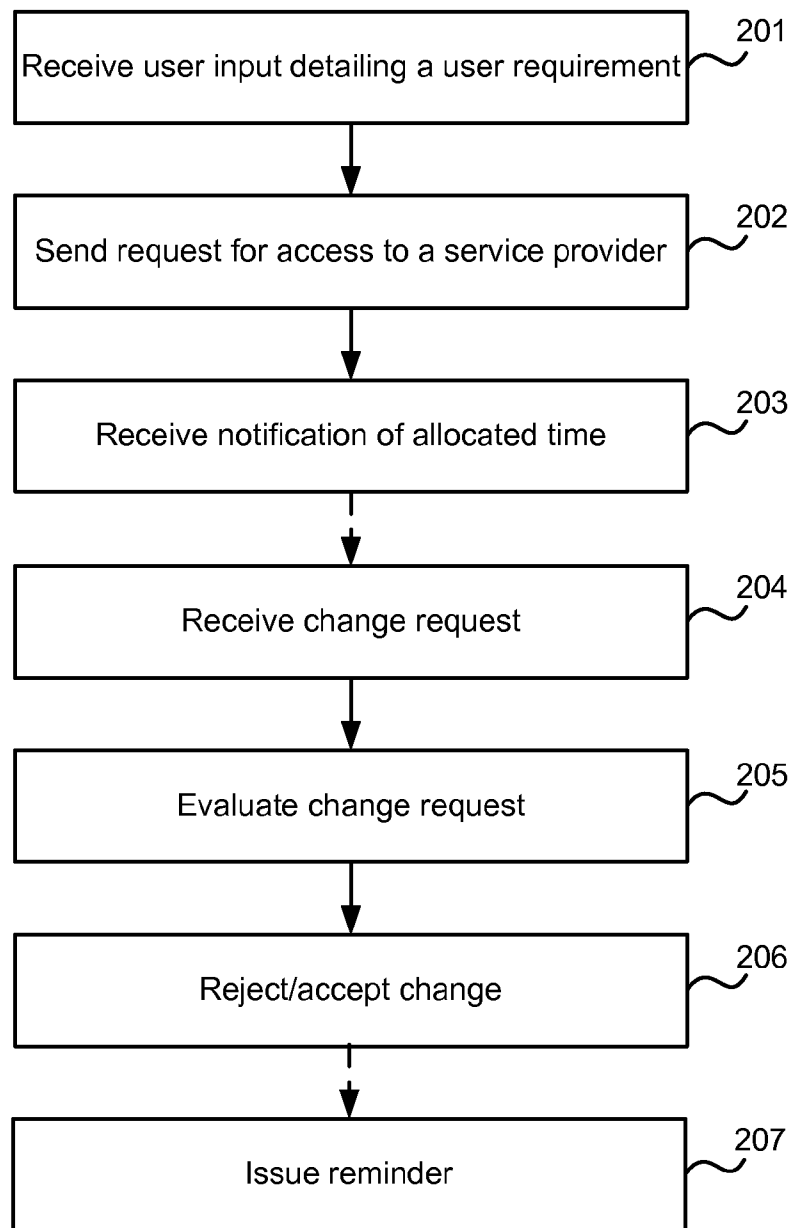 201
Receive user input detailing a user requirement
202
Send request for access to a service provider
203
Receive notification of allocated time
204
Receive change request
205
Evaluate change request
206
Reject/accept change
207
Issue reminder